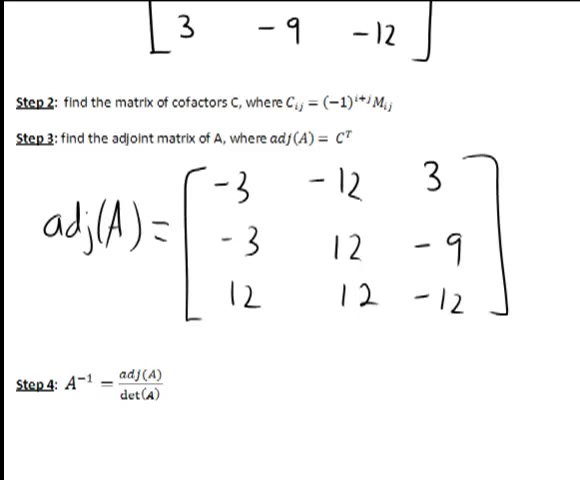 3 -9 -12
Step 2: find the matrix of cofactors C, where Cᵢⱼ = (−1)ⁱ⁺ʲMᵢⱼ
Step 3: find the adjoint matrix of A, where adj(A) = Cᵀ
-3 -12 3
adj(A) = -3 12 -9
12 12 -12
Step 4: A⁻¹ = adj(A)/det(A)